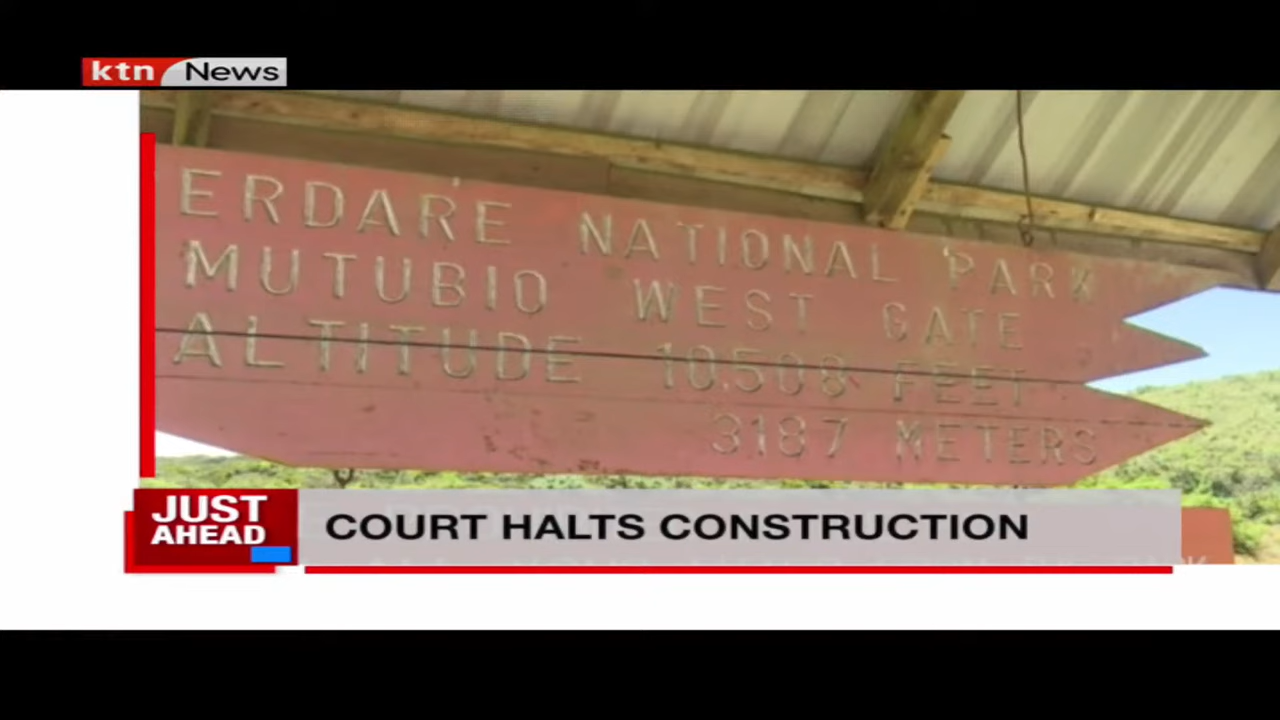 ktn News
ERDARE NATIONAL PARK
MUTUBIO WEST GATE
ALTITUDE 10.508 FEET
3187 METERS
JUST
AHEAD
COURT HALTS CONSTRUCTION